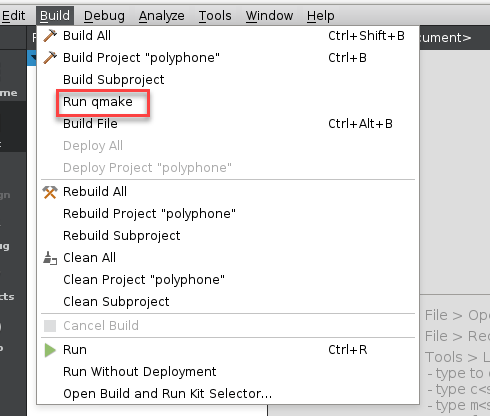 Edit Build Debug Analyze Tools Window Help
Build All Ctrl+Shift+B
cument>
Build Project "polyphone" Ctrl+B
Build Subproject
me
Run qmake
Build File Ctrl+Alt+B
Deploy All
Deploy Project "polyphone"
Rebuild All
Rebuild Project "polyphone"
Rebuild Subproject
ug
Clean All
Clean Project "polyphone"
cts
Clean Subproject
File > Ope
Cancel Build
File > Rec
Run Ctrl+R
Tools > L
Run Without Deployment
- type to
- type c<s
Open Build and Run Kit Selector...
- type m<s